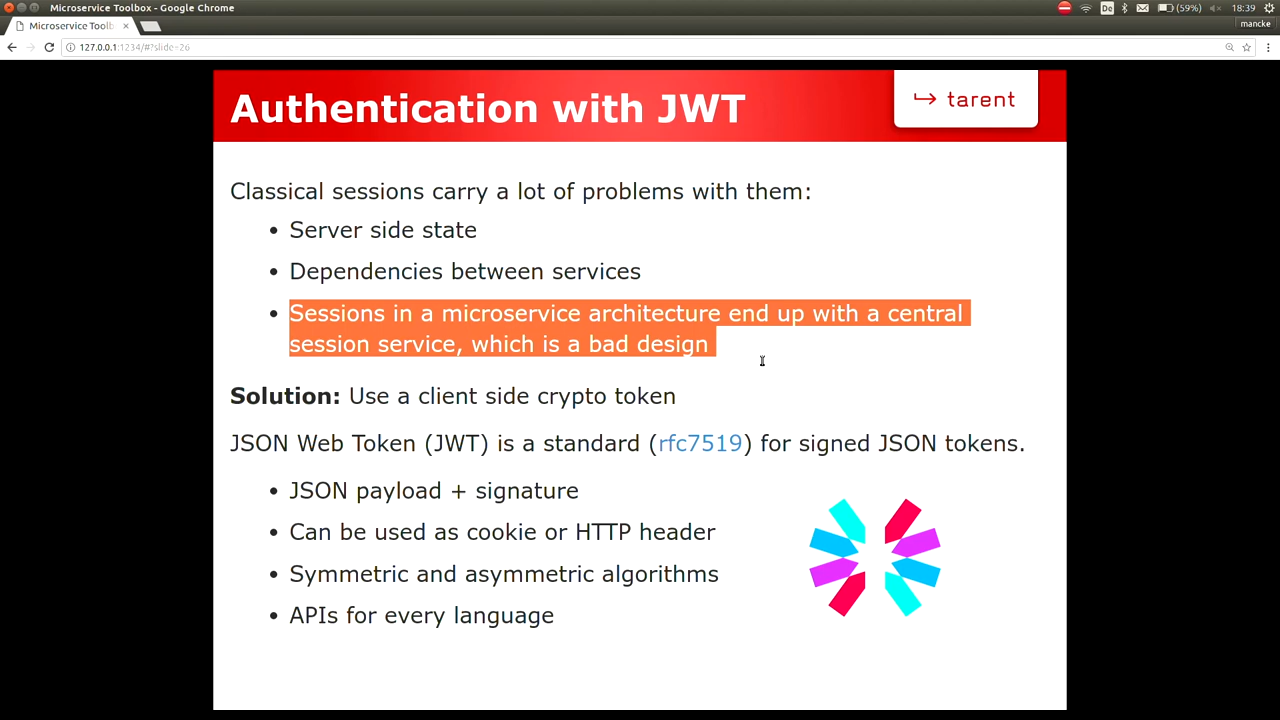 Microservice Toolbox - Google Chrome
De
(59%)
18:39
Microservice Toolb
mancke
127.0.0.1:1234/#?slide=26
Authentication with JWT
tarent
Classical sessions carry a lot of problems with them:
• Server side state
• Dependencies between services
• Sessions in a microservice architecture end up with a central
session service, which is a bad design
Solution: Use a client side crypto token
JSON Web Token (JWT) is a standard (rfc7519) for signed JSON tokens.
• JSON payload + signature
• Can be used as cookie or HTTP header
• Symmetric and asymmetric algorithms
• APIs for every language